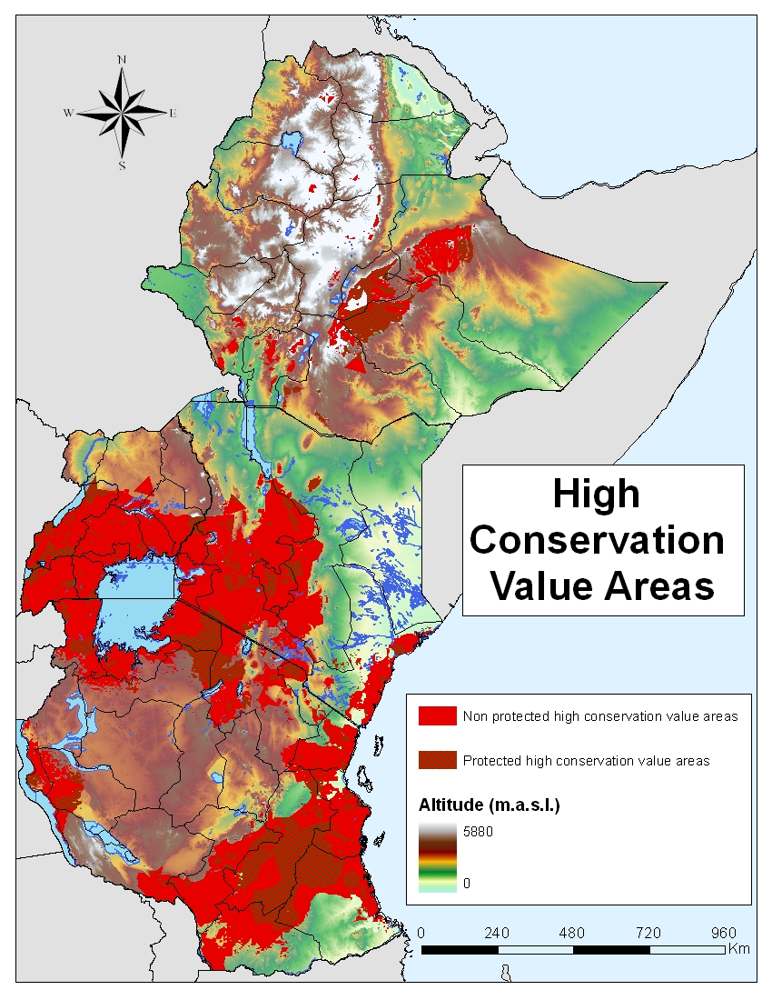 N
W
E
S
High
Conservation
Value Areas
Non protected high conservation value areas
Protected high conservation value areas
Altitude (m.a.s.l.)
5880
0
0 240 480 720 960
Km